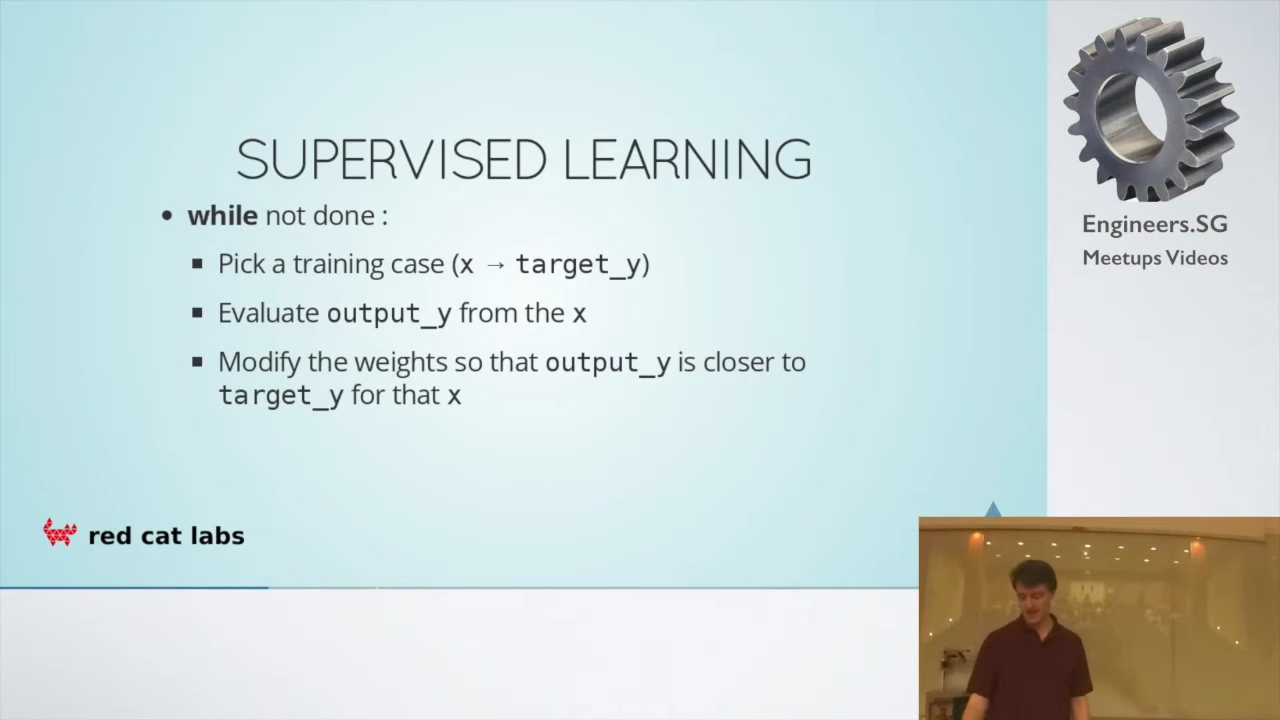 SUPERVISED LEARNING
• while not done :
▪ Pick a training case (x → target_y)
▪ Evaluate output_y from the x
▪ Modify the weights so that output_y is closer to
target_y for that x
red cat labs
Engineers.SG
Meetups Videos